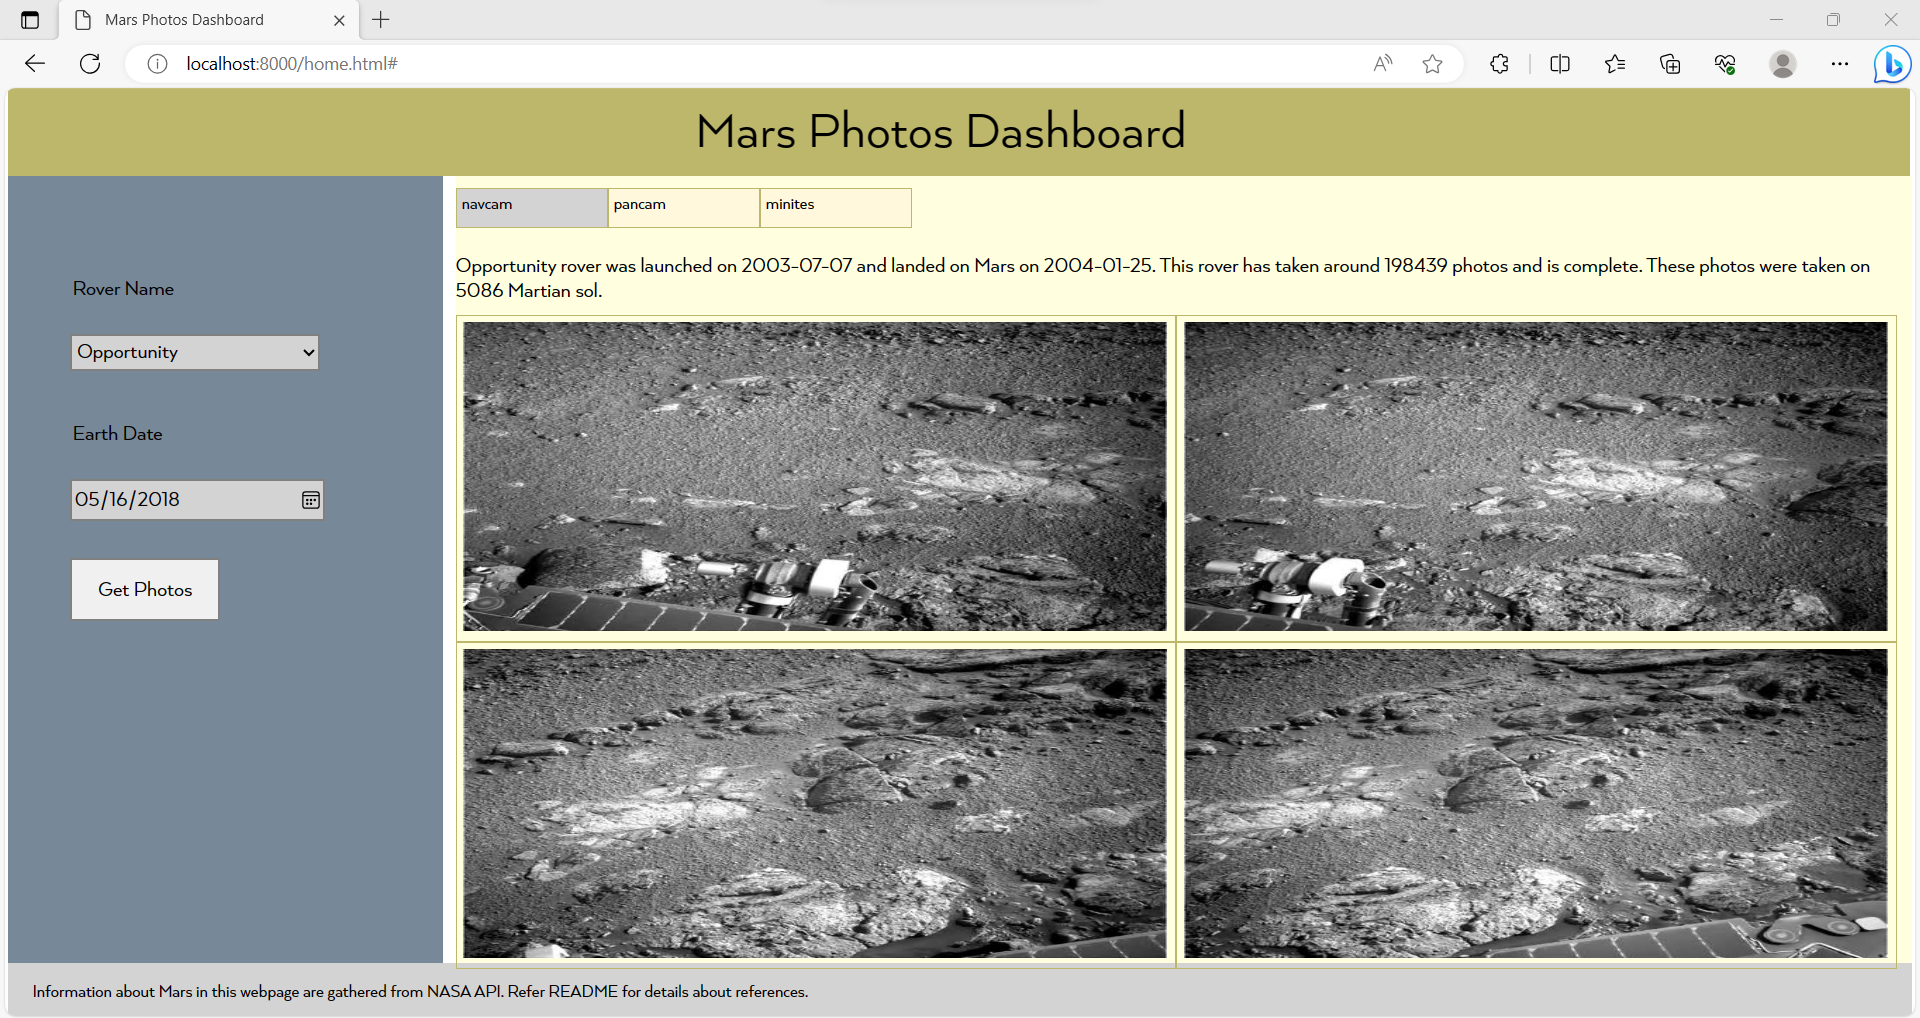 Mars Photos Dashboard
localhost:8000/home.html#
Mars Photos Dashboard
Rover Name
Opportunity
Earth Date
05/16/2018
Get Photos
navcam
pancam
minites
Opportunity rover was launched on 2003-07-07 and landed on Mars on 2004-01-25. This rover has taken around 198439 photos and is complete. These photos were taken on
5086 Martian sol.
Information about Mars in this webpage are gathered from NASA API. Refer README for details about references.